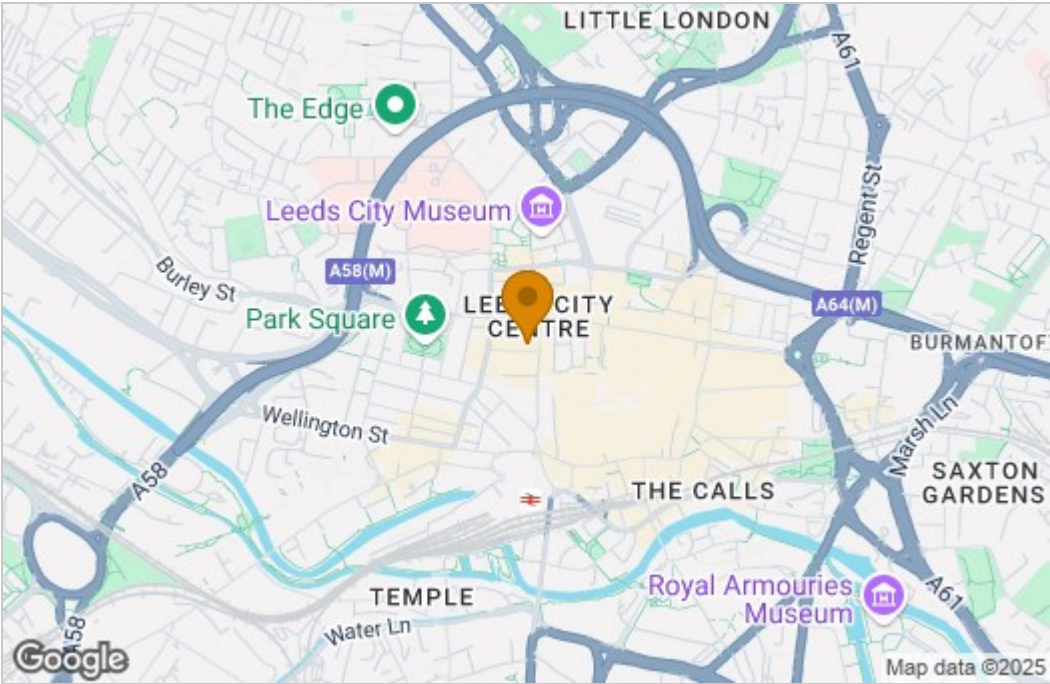 LITTLE LONDON
A61
The Edge
Regent St
Leeds City Museum
Burley St
A58(M)
A64(M)
Park Square
LEE CITY
CENTRE
BURMANTOF
Wellington St
Marsh Ln
A58
SAXTON
GARDENS
THE CALLS
Royal Armouries
Museum
A61
TEMPLE
Water Ln
A58
Google
Map data ©2025